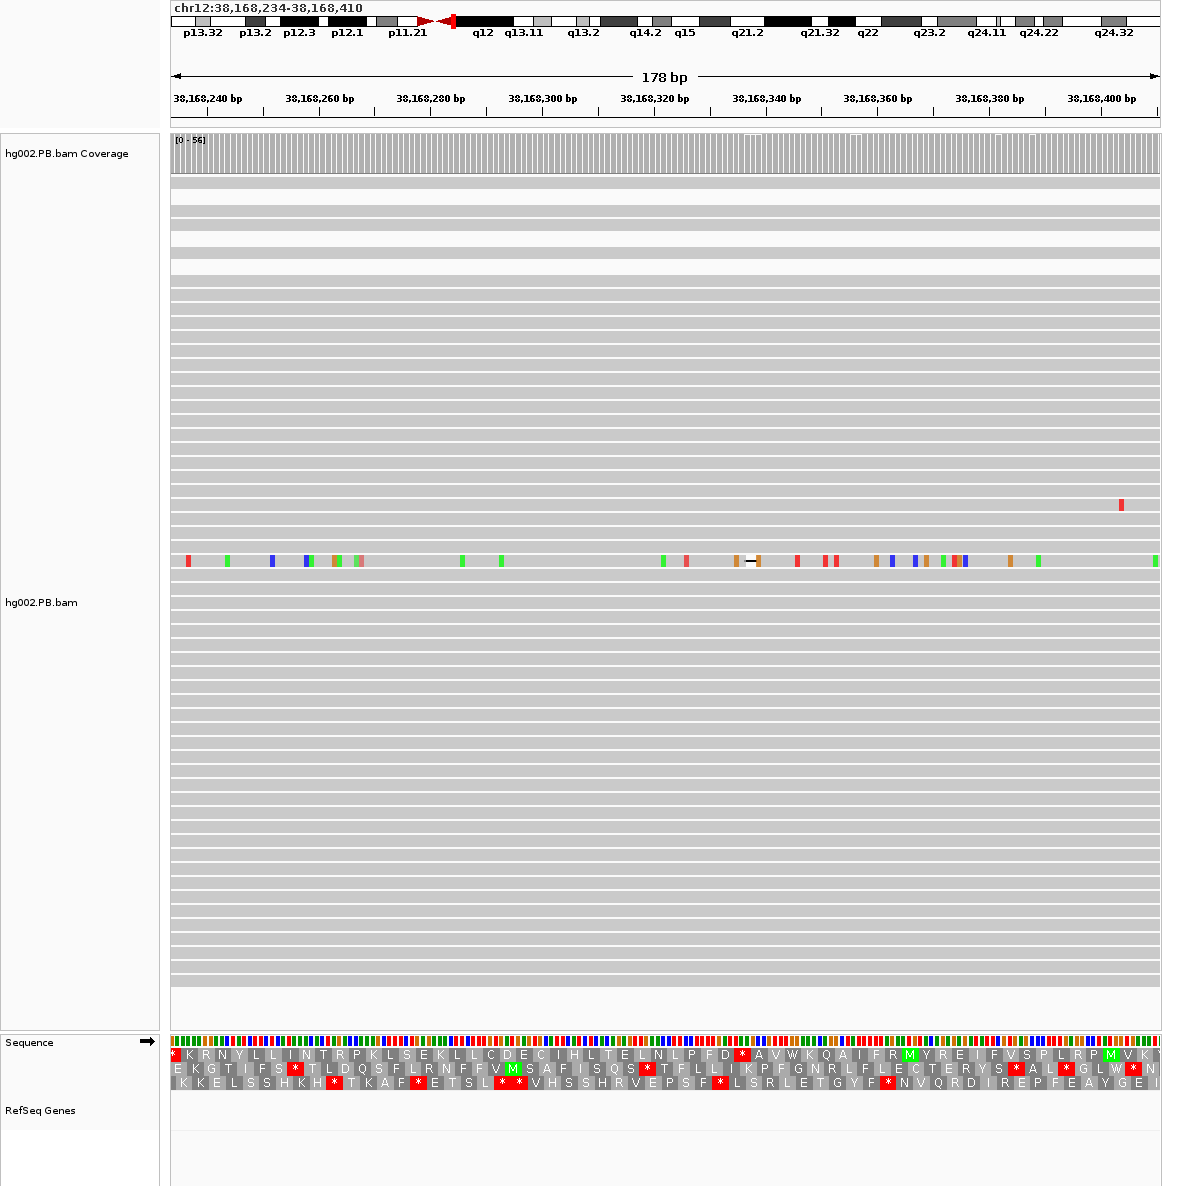 chr12:38,168,234-38,168,410
p13.32 p13.2 p12.3 p12.1 p11.21 q12 q13.11 q13.2 q14.2 q15 q21.2 q21.32 q22 q23.2 q24.11 q24.22 q24.32
178 bp
38,168,240 bp 38,168,260 bp 38,168,280 bp 38,168,300 bp 38,168,320 bp 38,168,340 bp 38,168,360 bp 38,168,380 bp 38,168,400 bp
[0 - 56]
hg002.PB.bam Coverage
hg002.PB.bam
Sequence
* K R N Y L L I N T R P K L S E K L L C D E C I H L T E L N L P F D * A V W K Q A I F R M Y R E I F V S P L R P M V K Y
E K G T I F S * T L D Q S F L R N F F V M S A F I S Q S * T F L L I K P F G N R L F L E C T E R Y S * A L * G L W * N
K K E L S S H K H * T K A F * E T S L * * V H S S H R V E P S F * L S R L E T G Y F * N V Q R D I R E P F E A Y G E I
RefSeq Genes